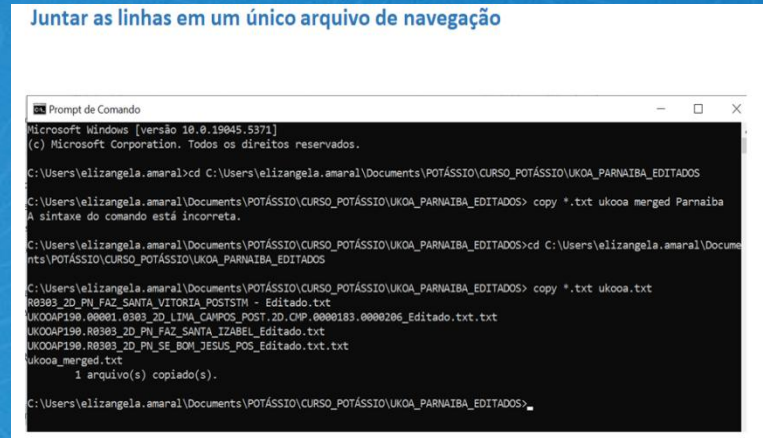 Juntar as linhas em um único arquivo de navegação
Prompt de Comando
Microsoft Windows [versão 10.0.19045.5371]
(c) Microsoft Corporation. Todos os direitos reservados.
C:\Users\elizangela.amaral>cd C:\Users\elizangela.amaral\Documents\POTÁSSIO\CURSO_POTÁSSIO\UKOA_PARNAIBA_EDITADOS
C:\Users\elizangela.amaral\Documents\POTÁSSIO\CURSO_POTÁSSIO\UKOA_PARNAIBA_EDITADOS> copy *.txt ukooa merged Parnaiba
A sintaxe do comando está incorreta.
C:\Users\elizangela.amaral\Documents\POTÁSSIO\CURSO_POTÁSSIO\UKOA_PARNAIBA_EDITADOS>cd C:\Users\elizangela.amaral\Docume
nts\POTÁSSIO\CURSO_POTÁSSIO\UKOA_PARNAIBA_EDITADOS
C:\Users\elizangela.amaral\Documents\POTÁSSIO\CURSO_POTÁSSIO\UKOA_PARNAIBA_EDITADOS> copy *.txt ukooa.txt
R0303_2D_PN_FAZ_SANTA_VITORIA_POSTSTM - Editado.txt
UKOOAP190.00001.0303_2D_LIMA_CAMPOS_POST.2D.CMP.0000183.0000206_Editado.txt.txt
UKOOAP190.R0303_2D_PN_FAZ_SANTA_IZABEL_Editado.txt
UKOOAP190.R0303_2D_PN_SE_BOM_JESUS_POS_Editado.txt.txt
ukooa_merged.txt
1 arquivo(s) copiado(s).
C:\Users\elizangela.amaral\Documents\POTÁSSIO\CURSO_POTÁSSIO\UKOA_PARNAIBA_EDITADOS>